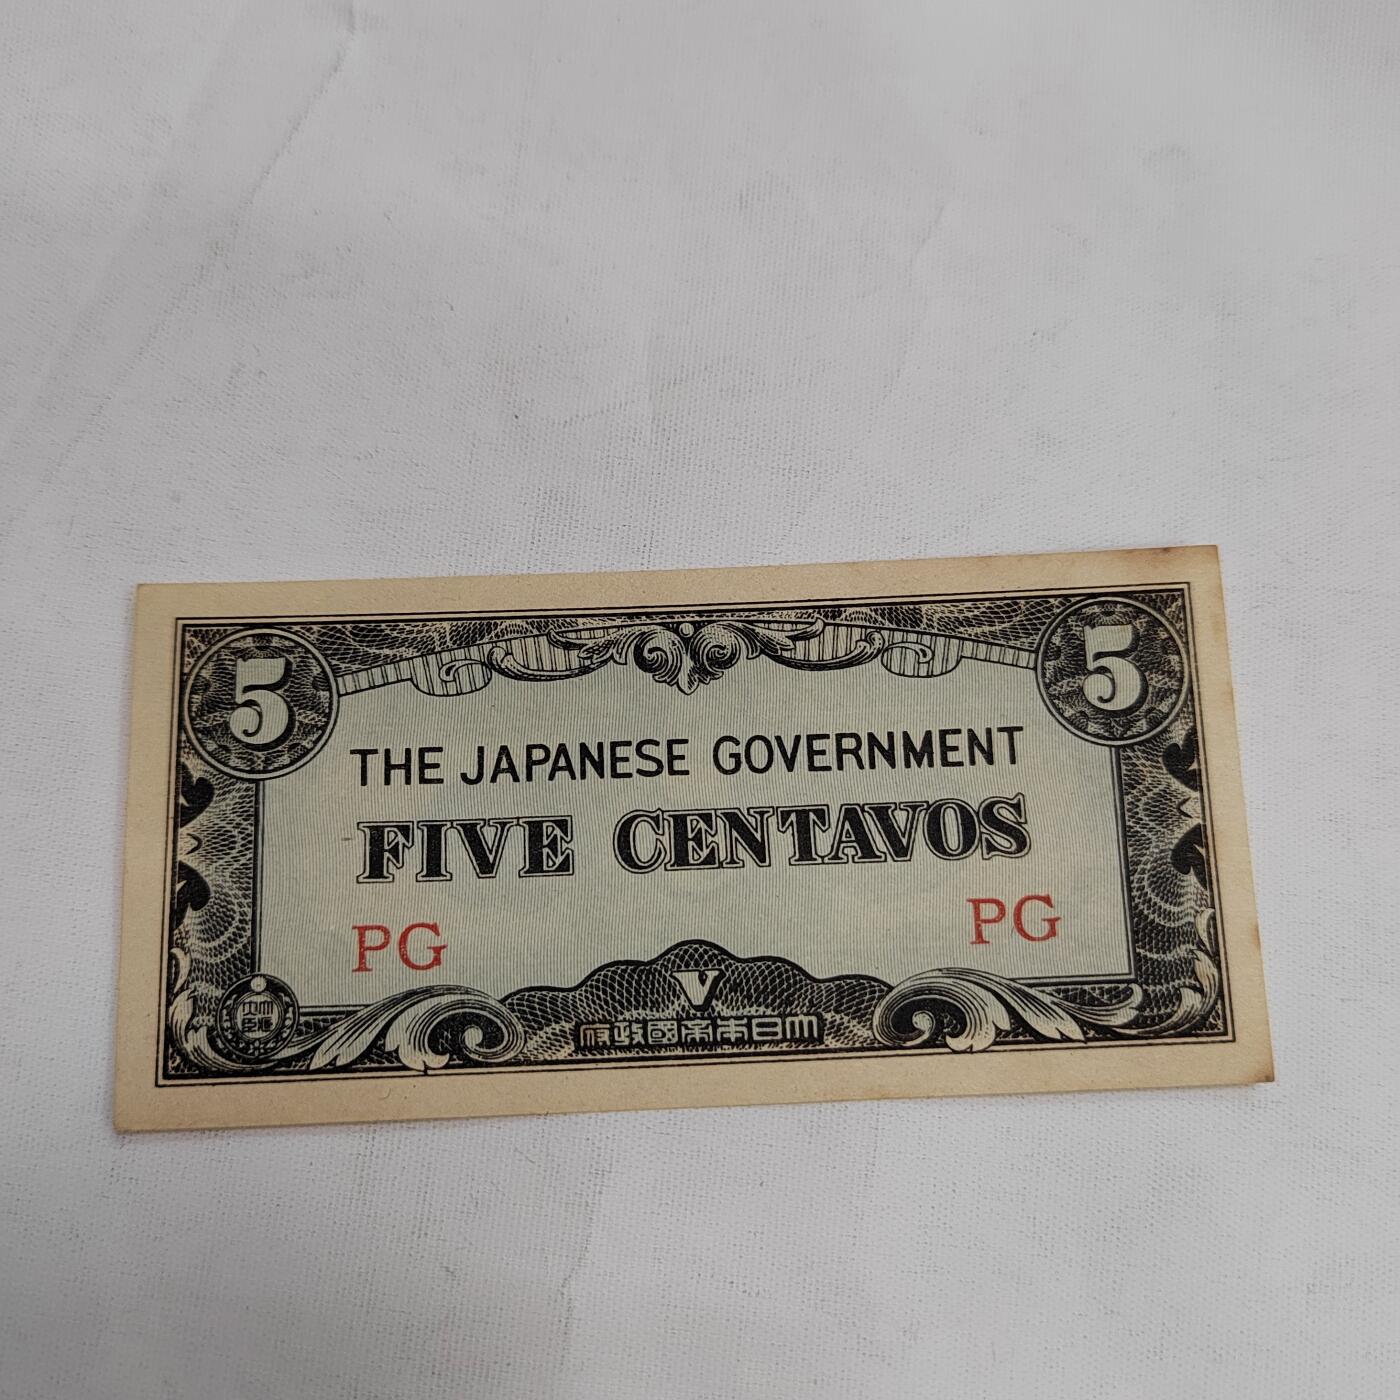 5 5
THE JAPANESE GOVERNMENT
FIVE CENTAVOS
PG PG
V
府政國帝本日大